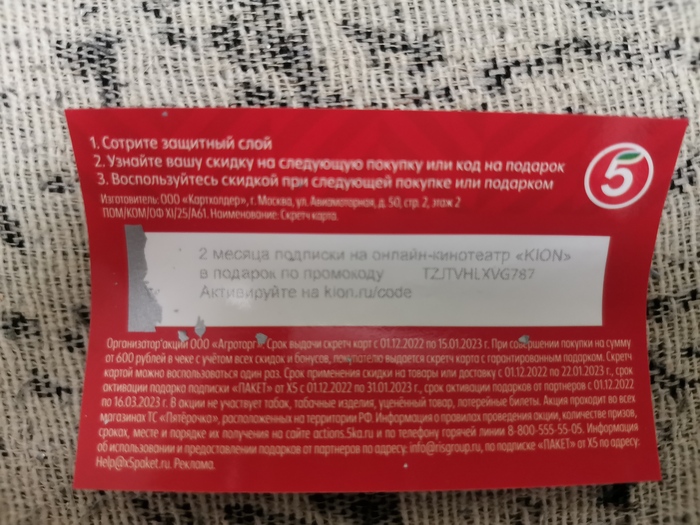 1. Сотрите защитный слой
2. Узнайте вашу скидку на следующую покупку или код на подарок
3. Воспользуйтесь скидкой при следующей покупке или подарком
5
Изготовитель: ООО «Картхолдер», г. Москва, ул. Авиамоторная, д. 50, стр. 2, этаж 2
ПОМ/КОМ/ОФ XI/25/А61. Наименование: Скретч карта.
2 месяца подписки на онлайн-кинотеатр «KION»
в подарок по промокоду TZJTVHLXVG787
Активируйте на kion.ru/code
Организатор акции ООО «Агроторг». Срок выдачи скретч карт с 01.12.2022 по 15.01.2023 г. При совершении покупки на сумму
от 600 рублей в чеке с учётом всех скидок и бонусов, покупателю выдается скретч карта с гарантированным подарком. Скретч
картой можно воспользоваться один раз. Срок применения скидки на товары или доставку с 01.12.2022 по 22.01.2023 г., срок
активации подарка подписки «ПАКЕТ» от X5 с 01.12.2022 по 31.01.2023 г., срок активации подарков от партнеров с 01.12.2022
по 16.03.2023 г. В акции не участвует табак, табачные изделия, уценённый товар, лотерейные билеты. Акция проходит во всех
магазинах ТС «Пятёрочка», расположенных на территории РФ. Информация о правилах проведения акции, количестве призов,
сроках, месте и порядке их получения на сайте actions.5ka.ru и по телефону горячей линии 8-800-555-55-05. Информация
об использовании и предоставлении подарков от партнеров по адресу: info@risgroup.ru, по подписке «ПАКЕТ» от X5 по адресу:
Help@x5paket.ru. Реклама.